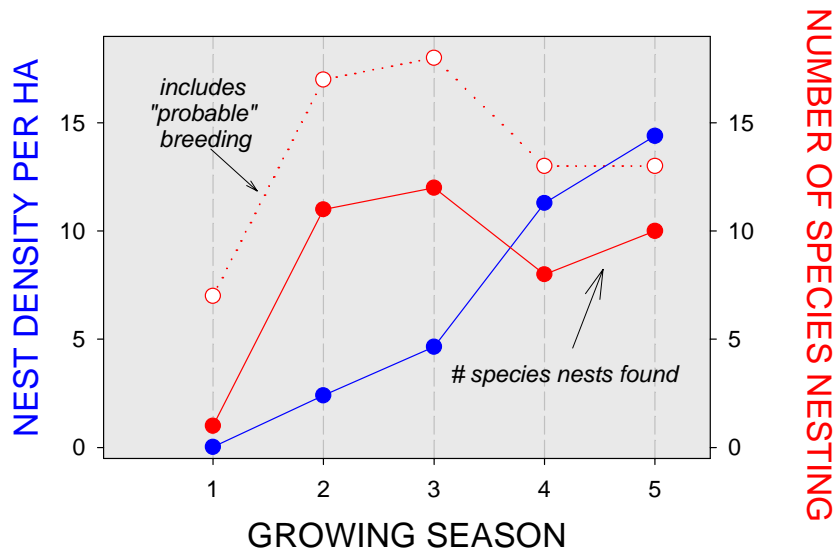 NEST DENSITY PER HA
NUMBER OF SPECIES NESTING
includes
"probable"
breeding
# species nests found
15
10
5
0
15
10
5
0
1 2 3 4 5
GROWING SEASON